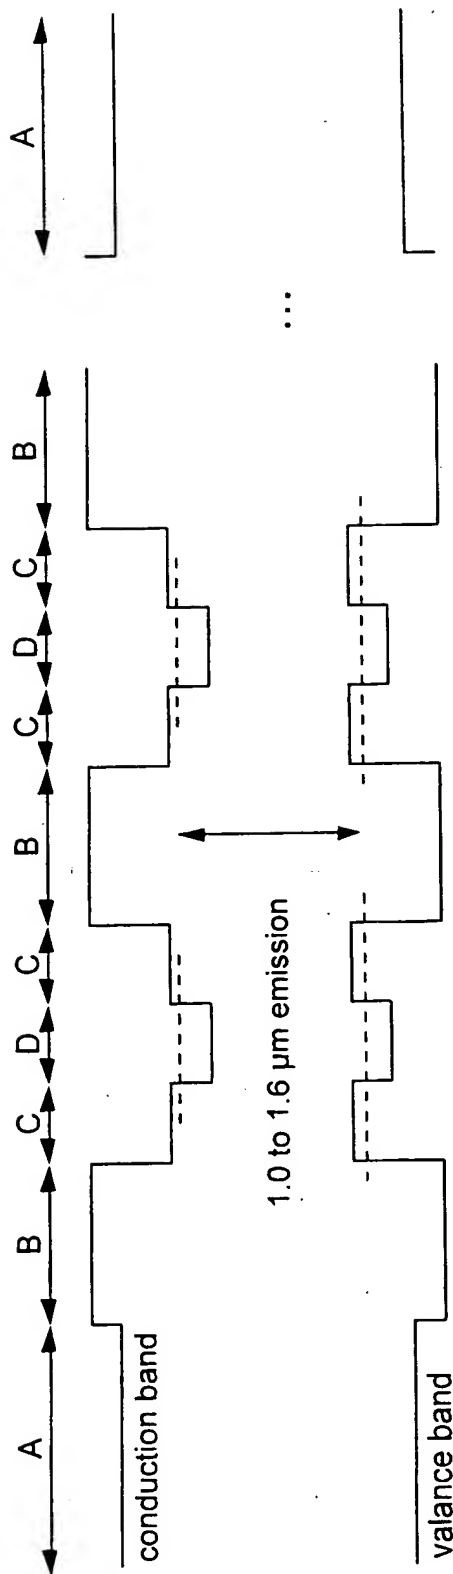 A B C D C B C D C B A
conduction band
1.0 to 1.6 µm emission
...
valance band